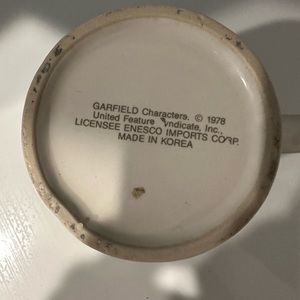 GARFIELD Characters. © 1978
United Feature Syndicate, Inc.,
LICENSEE ENESCO IMPORTS CORP.
MADE IN KOREA